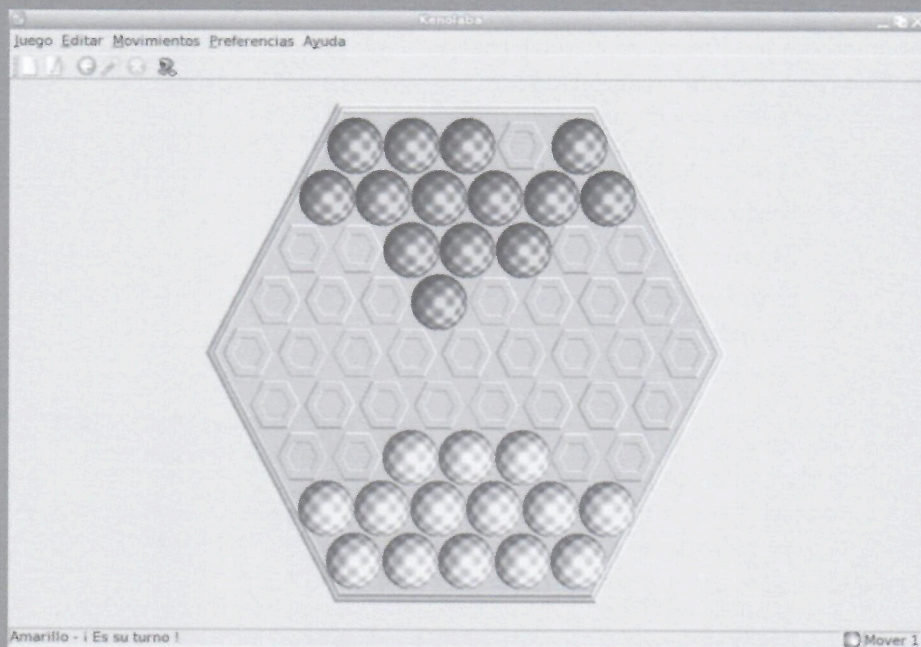 Kenolaba
Juego Editar Movimientos Preferencias Ayuda
Amarillo - ¡ Es su turno !
Mover 1